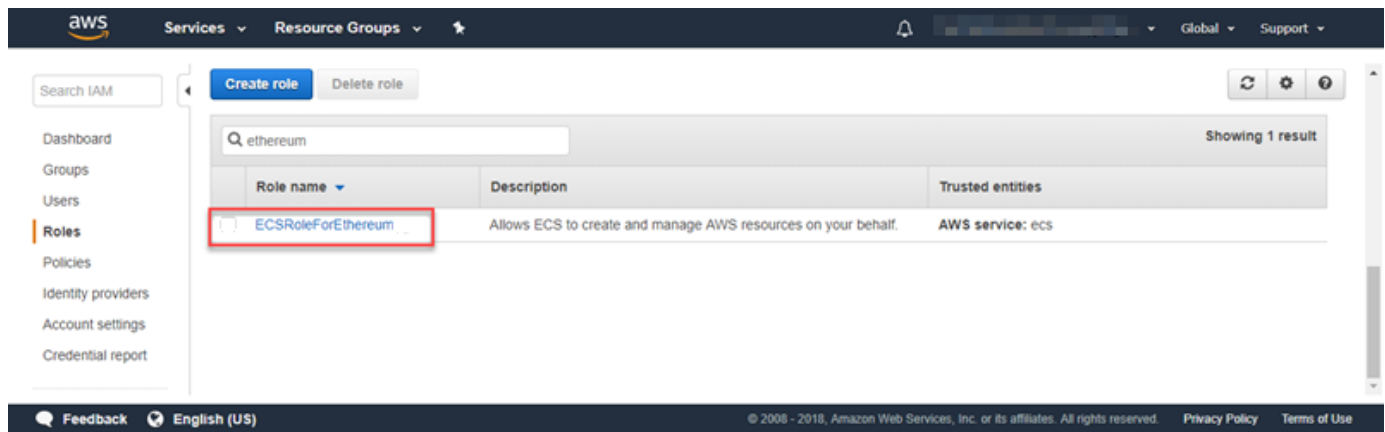 aws Services Resource Groups Global Support
Search IAM Create role Delete role
Dashboard ethereum Showing 1 result
Groups
Role name Description Trusted entities
Users
Roles ECSRoleForEthereum Allows ECS to create and manage AWS resources on your behalf. AWS service: ecs
Policies
Identity providers
Account settings
Credential report
Feedback English (US) © 2008 - 2018, Amazon Web Services, Inc. or its affiliates. All rights reserved. Privacy Policy Terms of Use